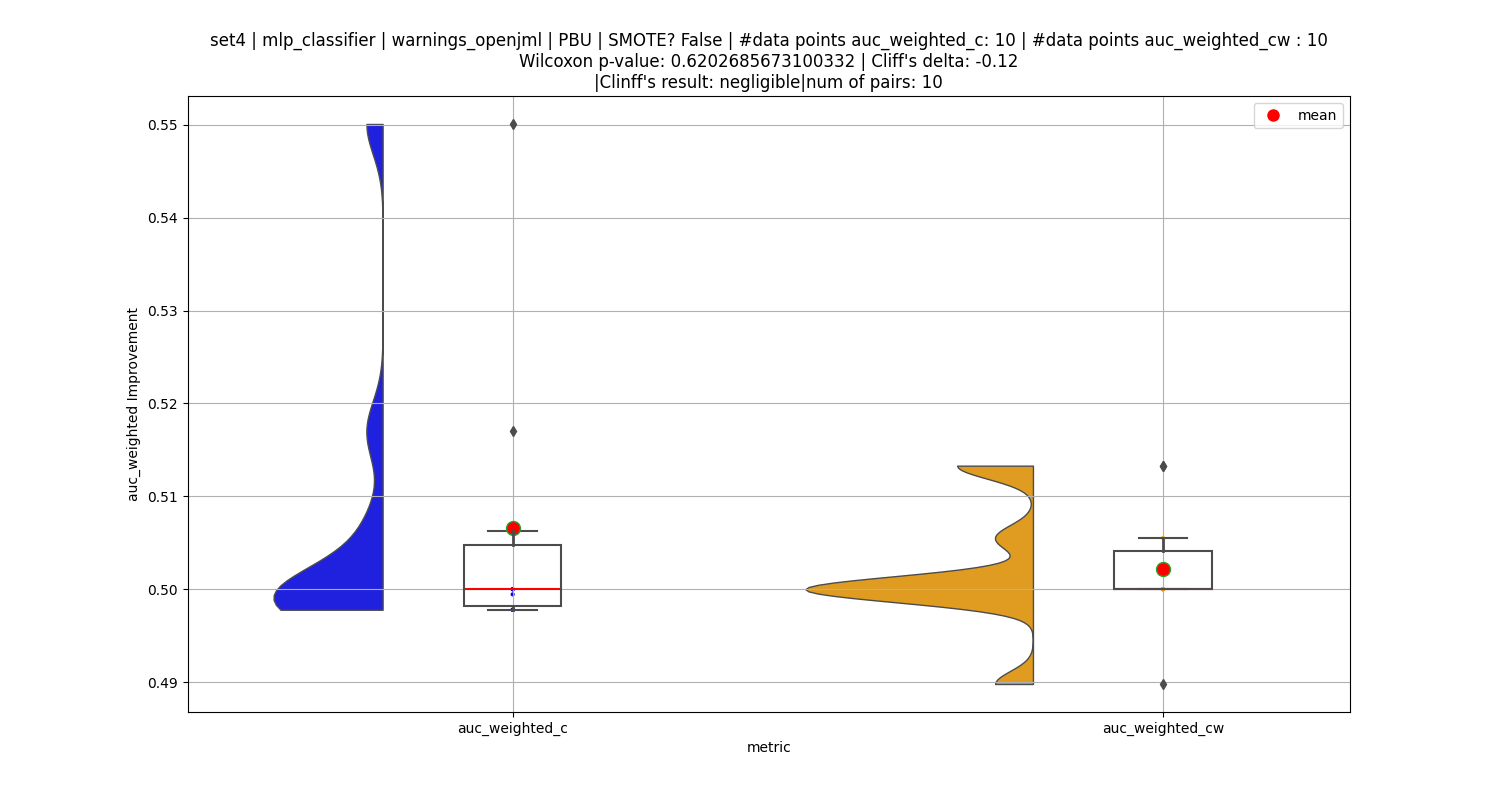 set4 | mlp_classifier | warnings_openjml | PBU | SMOTE? False | #data points auc_weighted_c: 10 | #data points auc_weighted_cw : 10
Wilcoxon p-value: 0.6202685673100332 | Cliff's delta: -0.12
|Clinff's result: negligible|num of pairs: 10
mean
auc_weighted Improvement
0.55
0.54
0.53
0.52
0.51
0.50
0.49
auc_weighted_c
auc_weighted_cw
metric